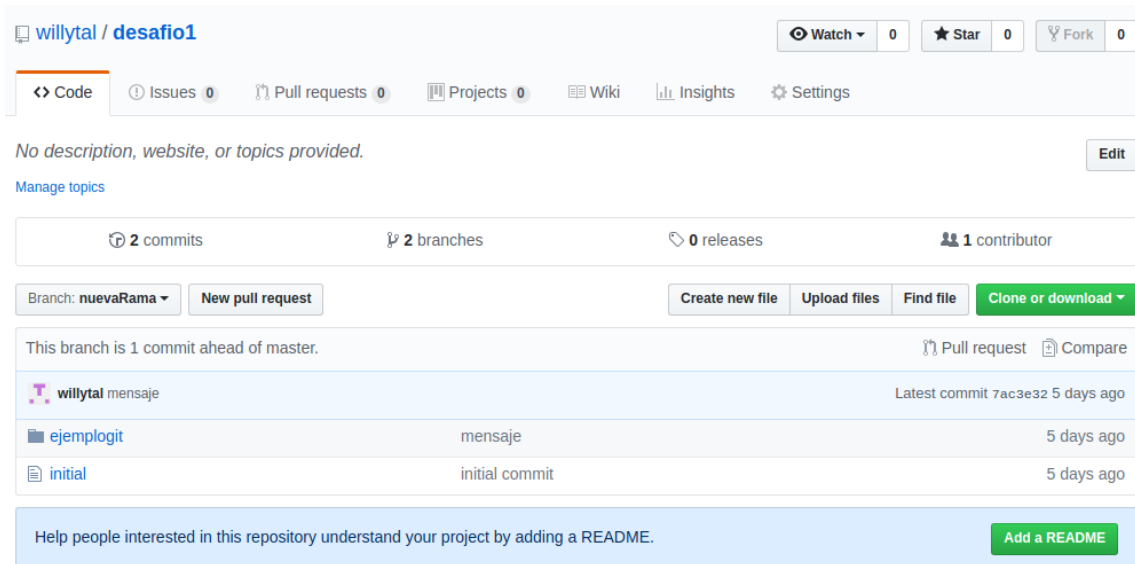 willytal / desafio1
Watch 0 Star 0 Fork 0
Code Issues 0 Pull requests 0 Projects 0 Wiki Insights Settings
No description, website, or topics provided. Edit
Manage topics
2 commits 2 branches 0 releases 1 contributor
Branch: nuevaRama New pull request Create new file Upload files Find file Clone or download
This branch is 1 commit ahead of master. Pull request Compare
willytal mensaje Latest commit 7ac3e32 5 days ago
ejemplogit mensaje 5 days ago
initial initial commit 5 days ago
Help people interested in this repository understand your project by adding a README. Add a README